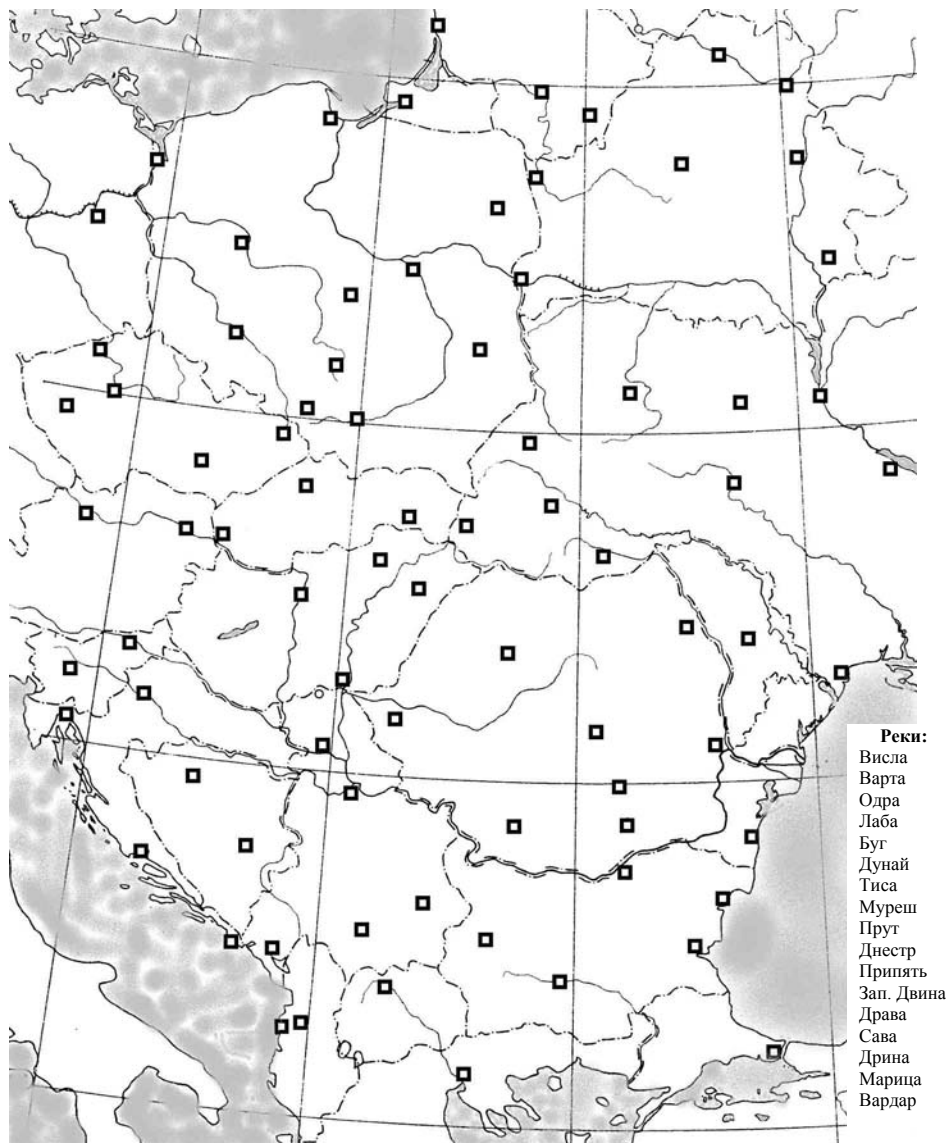 Реки:
Висла
Варта
Одра
Лаба
Буг
Дунай
Тиса
Муреш
Прут
Днестр
Припять
Зап. Двина
Драва
Сава
Дрина
Марица
Вардар